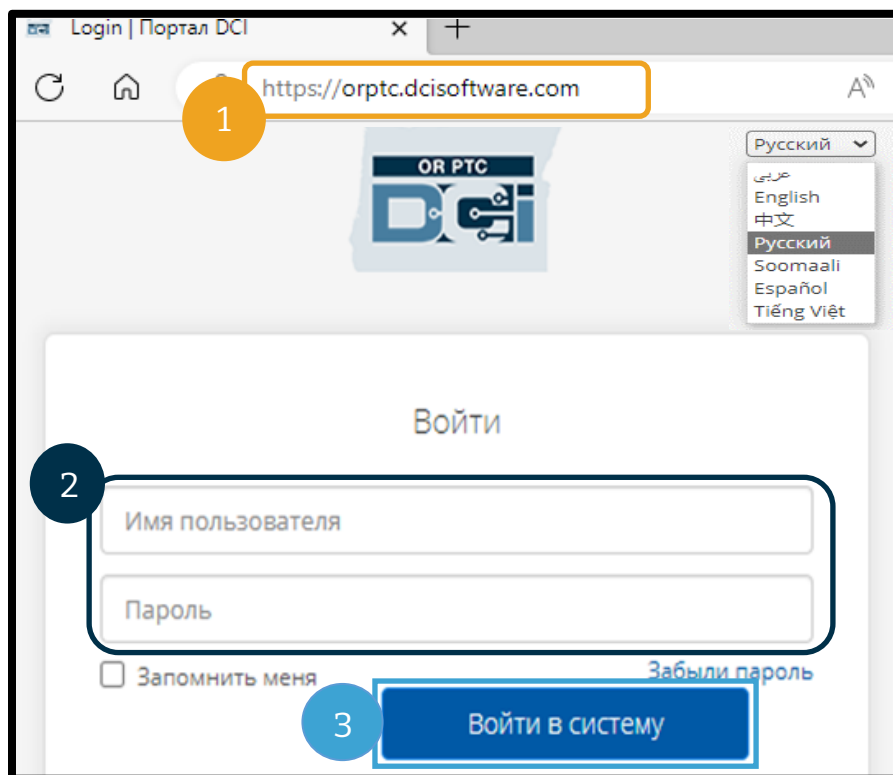 Login | Портал DCI
https://orptc.dcisoftware.com
1
OR PTC
DCI
Русский
عربى
English
中文
Русский
Soomaali
Español
Tiếng Việt
Войти
2
Имя пользователя
Пароль
Запомнить меня
Забыли пароль
3
Войти в систему